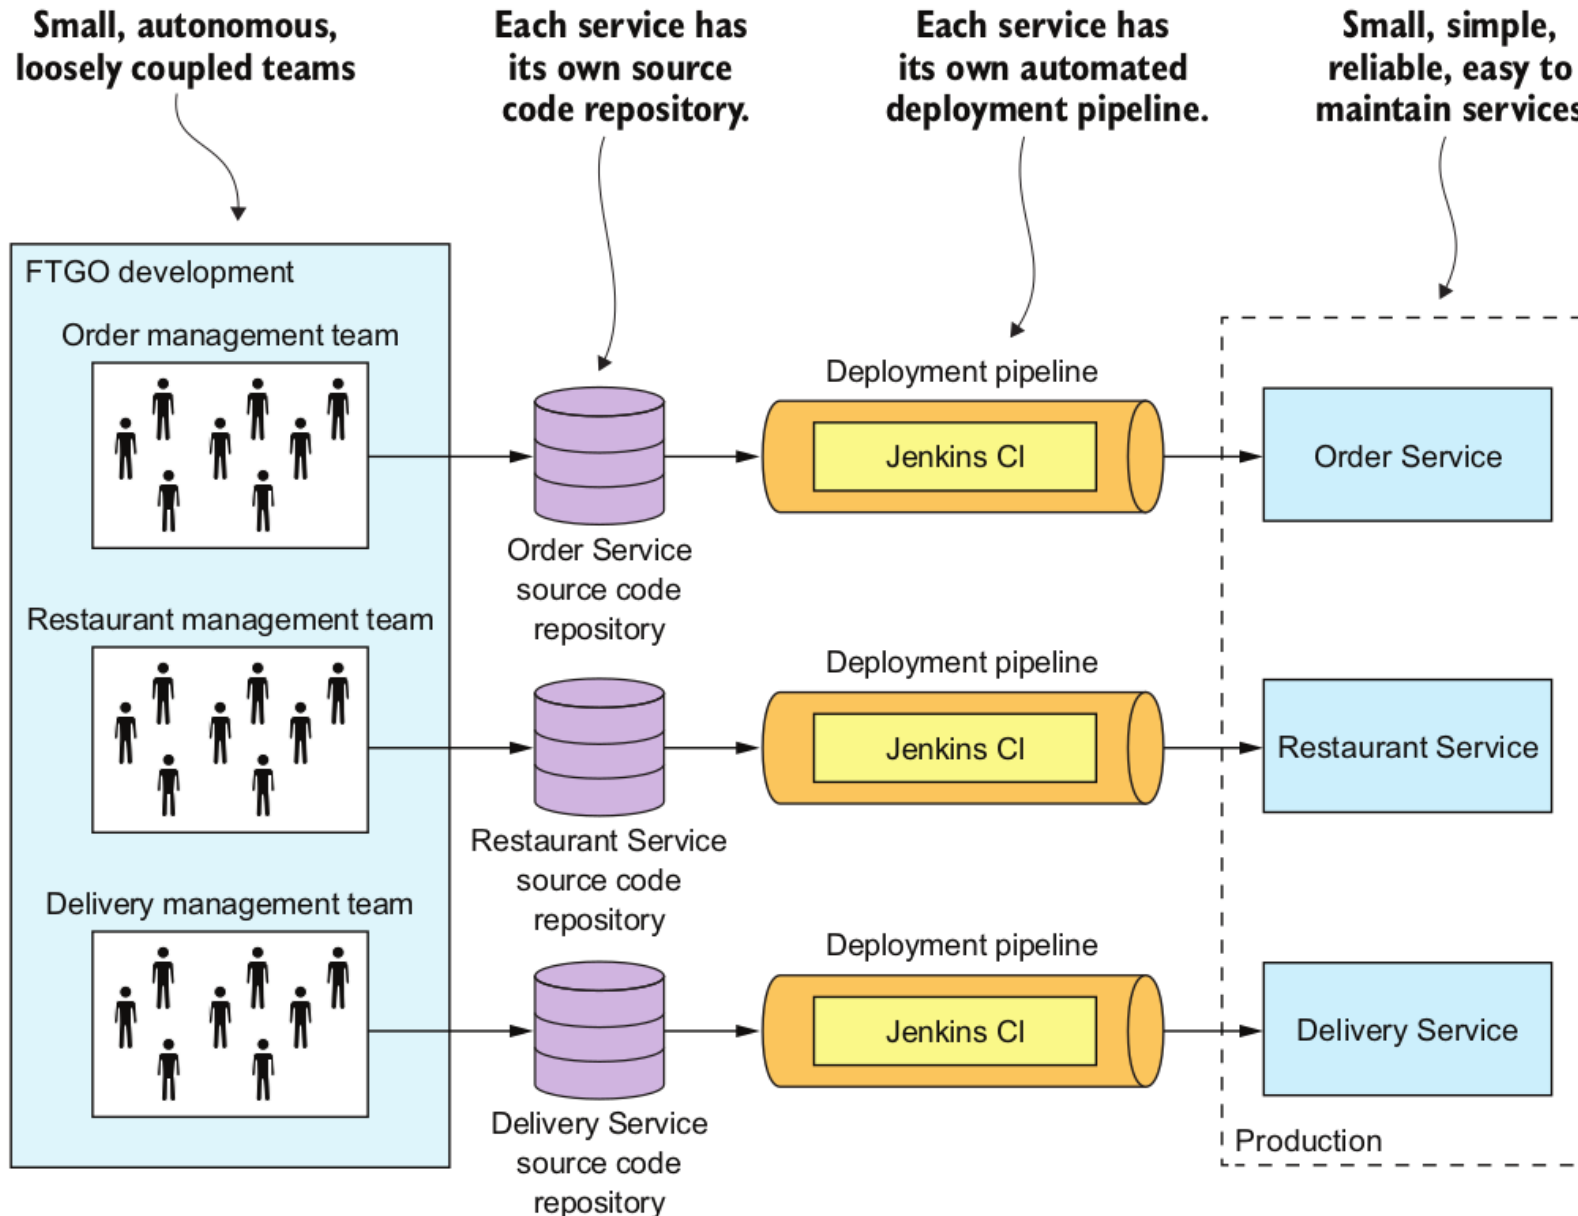 Small, autonomous,
loosely coupled teams
Each service has
its own source
code repository.
Each service has
its own automated
deployment pipeline.
Small, simple,
reliable, easy to
maintain services
FTGO development
Order management team
Restaurant management team
Delivery management team
Order Service
source code
repository
Restaurant Service
source code
repository
Delivery Service
source code
repository
Deployment pipeline
Jenkins CI
Deployment pipeline
Jenkins CI
Deployment pipeline
Jenkins CI
Order Service
Restaurant Service
Delivery Service
Production